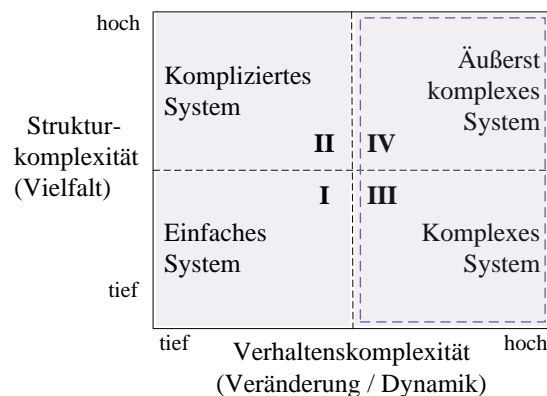 hoch
Kompliziertes
System
Äußerst
komplexes
System
Struktur-
komplexität
(Vielfalt)
II IV
I III
Einfaches
System
Komplexes
System
tief
tief
hoch
Verhaltenskomplexität
(Veränderung / Dynamik)